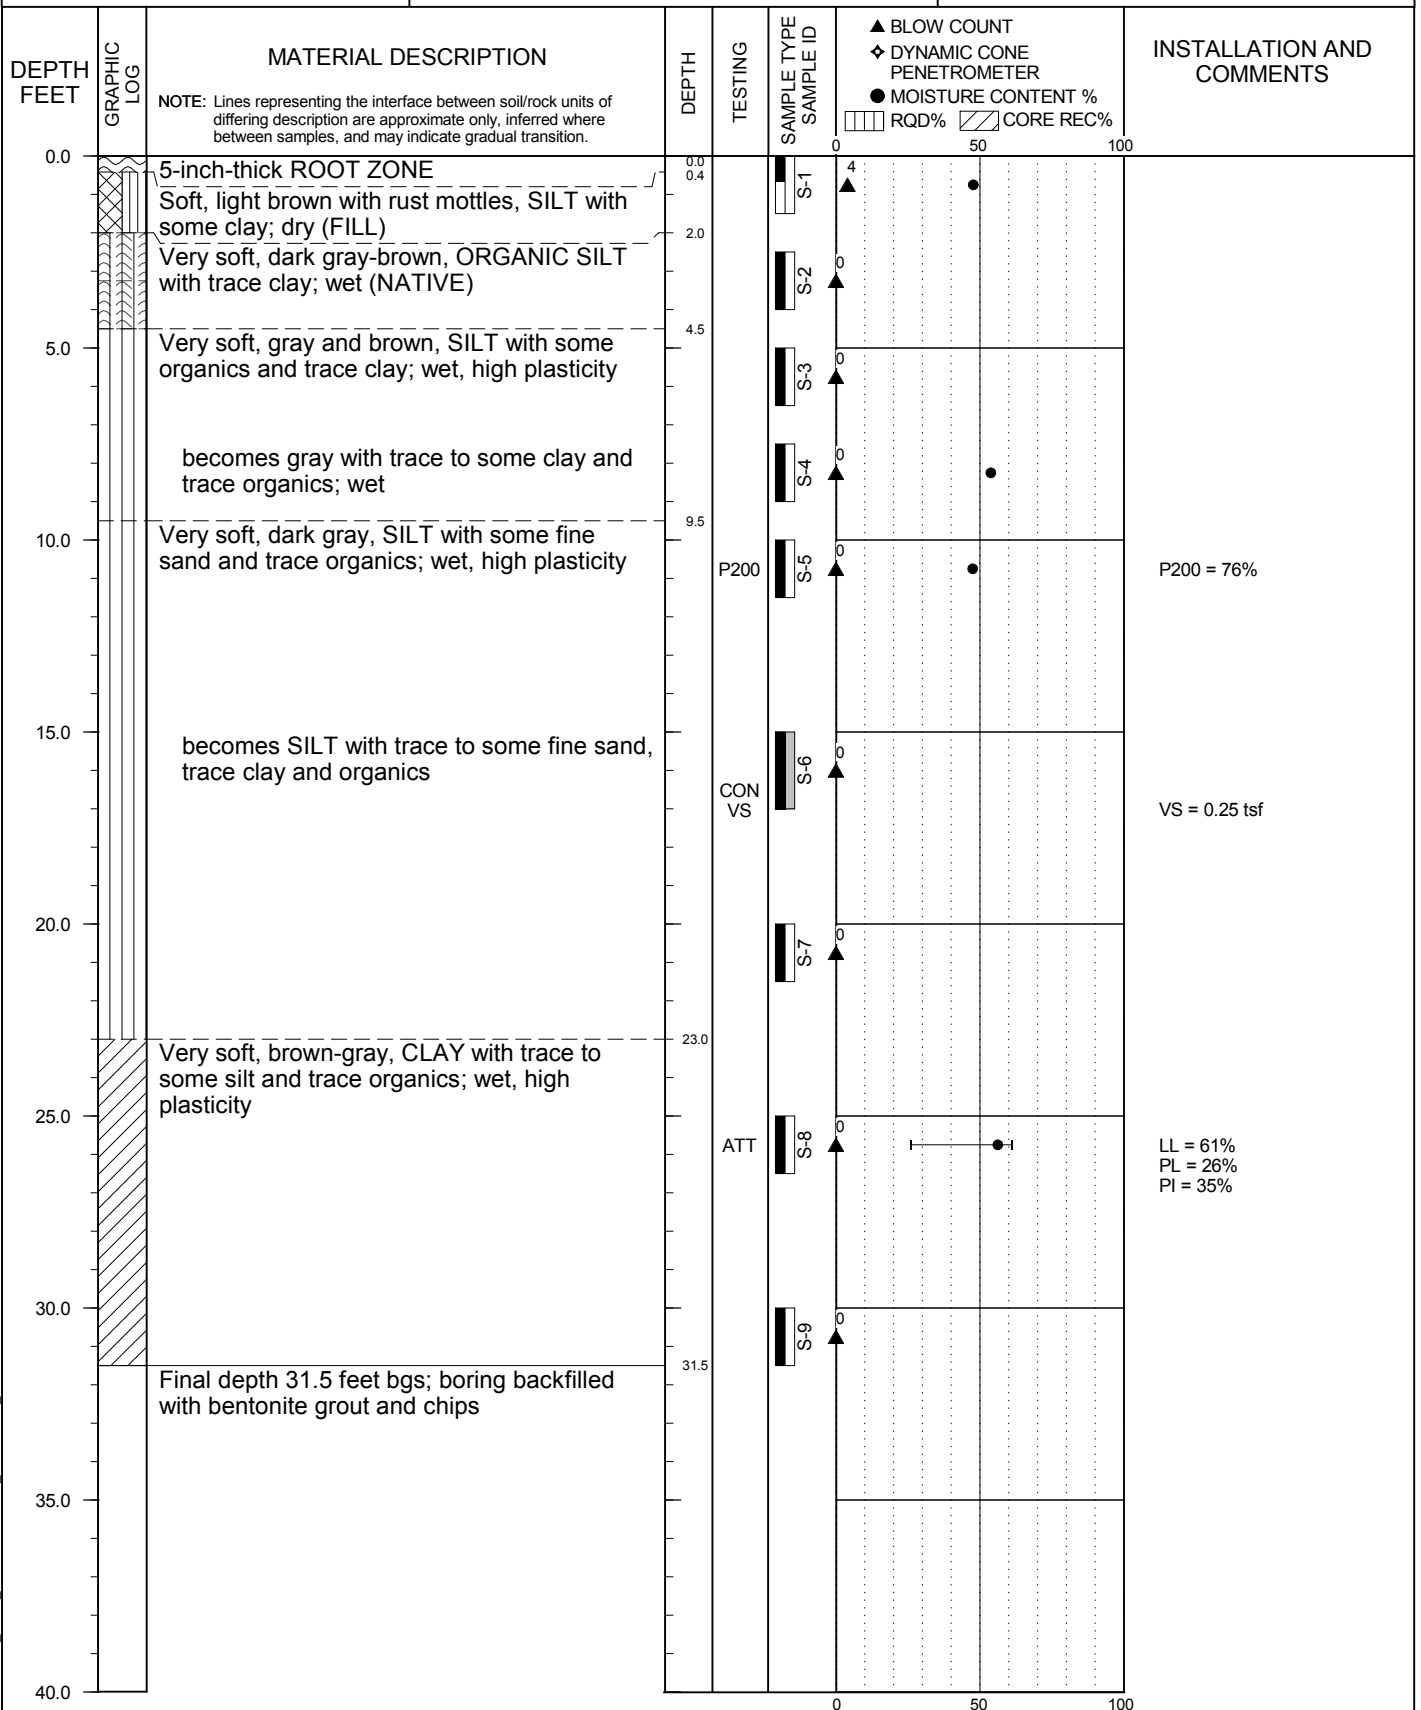 DEPTH
FEET
GRAPHIC
LOG
MATERIAL DESCRIPTION
NOTE: Lines representing the interface between soil/rock units of
differing description are approximate only, inferred where
between samples, and may indicate gradual transition.
DEPTH
TESTING
SAMPLE TYPE
SAMPLE ID
BLOW COUNT
DYNAMIC CONE
PENETROMETER
MOISTURE CONTENT %
RQD%
CORE REC%
INSTALLATION AND
COMMENTS
0
50
100
0.0
5-inch-thick ROOT ZONE
0.0
0.4
S-1
4
Soft, light brown with rust mottles, SILT with
some clay; dry (FILL)
2.0
Very soft, dark gray-brown, ORGANIC SILT
with trace clay; wet (NATIVE)
S-2
0
4.5
5.0
Very soft, gray and brown, SILT with some
organics and trace clay; wet, high plasticity
S-3
0
becomes gray with trace to some clay and
trace organics; wet
S-4
0
9.5
10.0
Very soft, dark gray, SILT with some fine
sand and trace organics; wet, high plasticity
P200
S-5
0
P200 = 76%
15.0
becomes SILT with trace to some fine sand,
trace clay and organics
CON
VS
S-6
0
VS = 0.25 tsf
20.0
S-7
0
23.0
Very soft, brown-gray, CLAY with trace to
some silt and trace organics; wet, high
plasticity
25.0
ATT
S-8
0
LL = 61%
PL = 26%
PI = 35%
30.0
S-9
0
31.5
Final depth 31.5 feet bgs; boring backfilled
with bentonite grout and chips
35.0
40.0
0
50
100